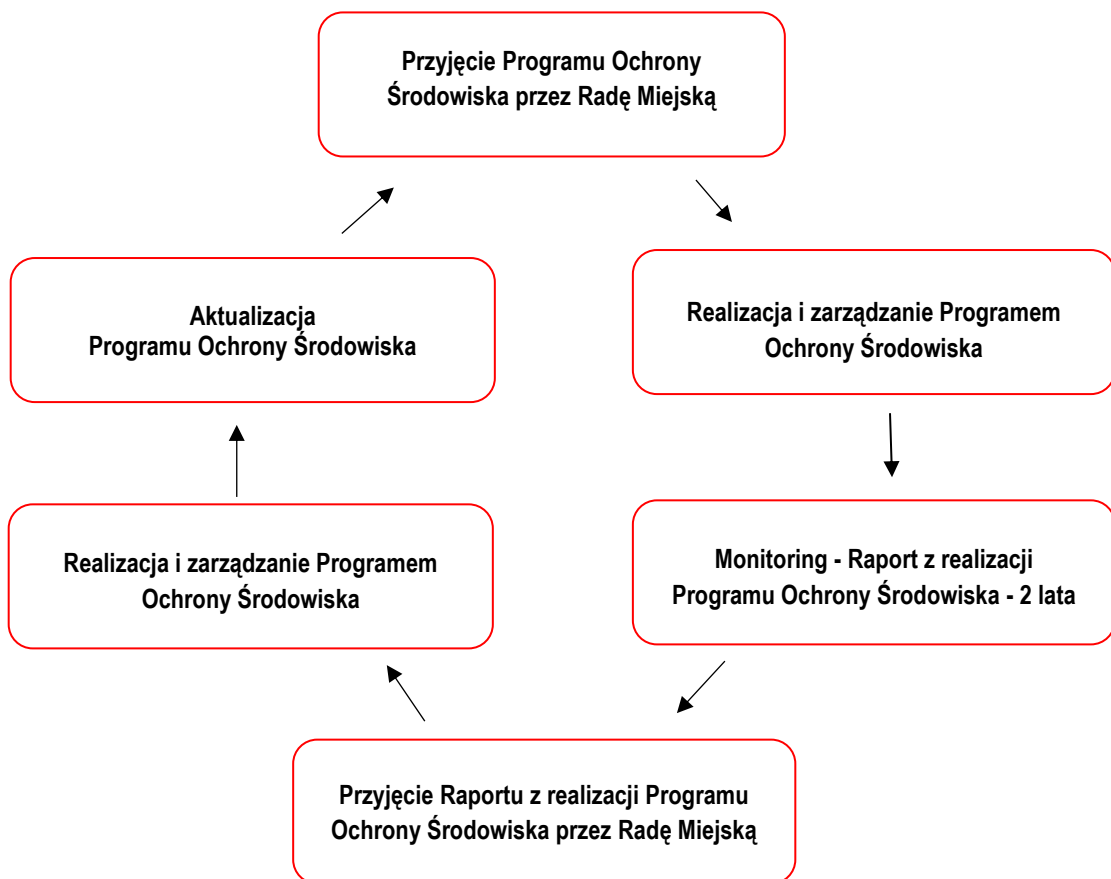 Przyjęcie Programu Ochrony
Środowiska przez Radę Miejską
Aktualizacja
Programu Ochrony Środowiska
Realizacja i zarządzanie Programem
Ochrony Środowiska
Realizacja i zarządzanie Programem
Ochrony Środowiska
Monitoring - Raport z realizacji
Programu Ochrony Środowiska - 2 lata
Przyjęcie Raportu z realizacji Programu
Ochrony Środowiska przez Radę Miejską